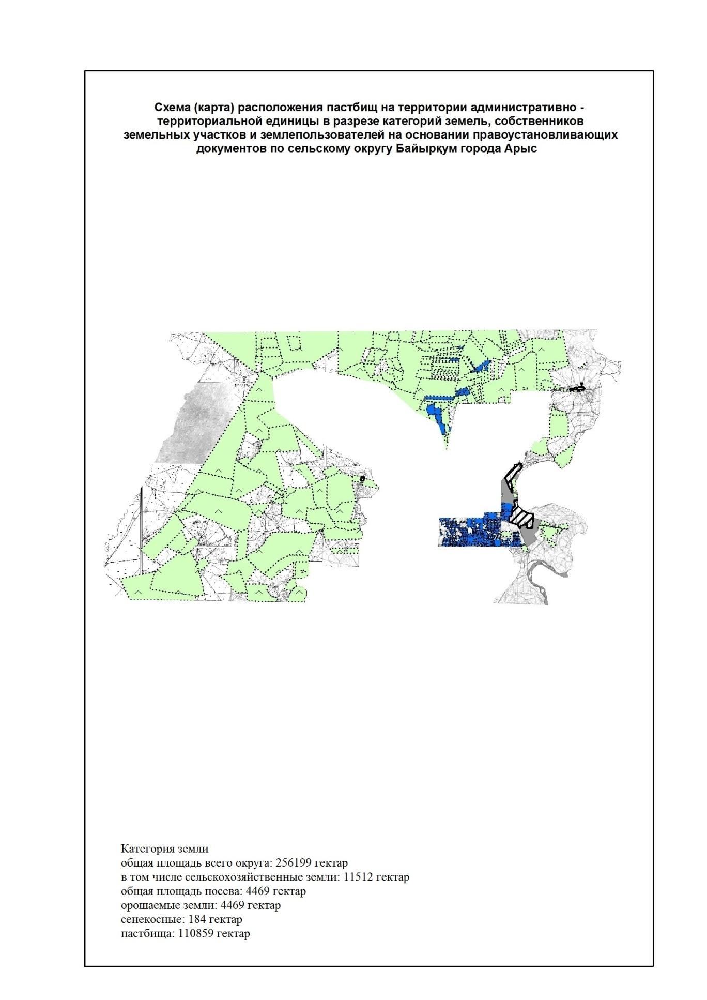 Схема (карта) расположения пастбищ на территории административно -
территориальной единицы в разрезе категорий земель, собственников
земельных участков и землепользователей на основании правоустановливающих
документов по сельскому округу Байырқум города Арыс
Категория земли
общая площадь всего округа: 256199 гектар
в том числе сельскохозяйственные земли: 11512 гектар
общая площадь посева: 4469 гектар
орошаемые земли: 4469 гектар
сенекосные: 184 гектар
пастбища: 110859 гектар